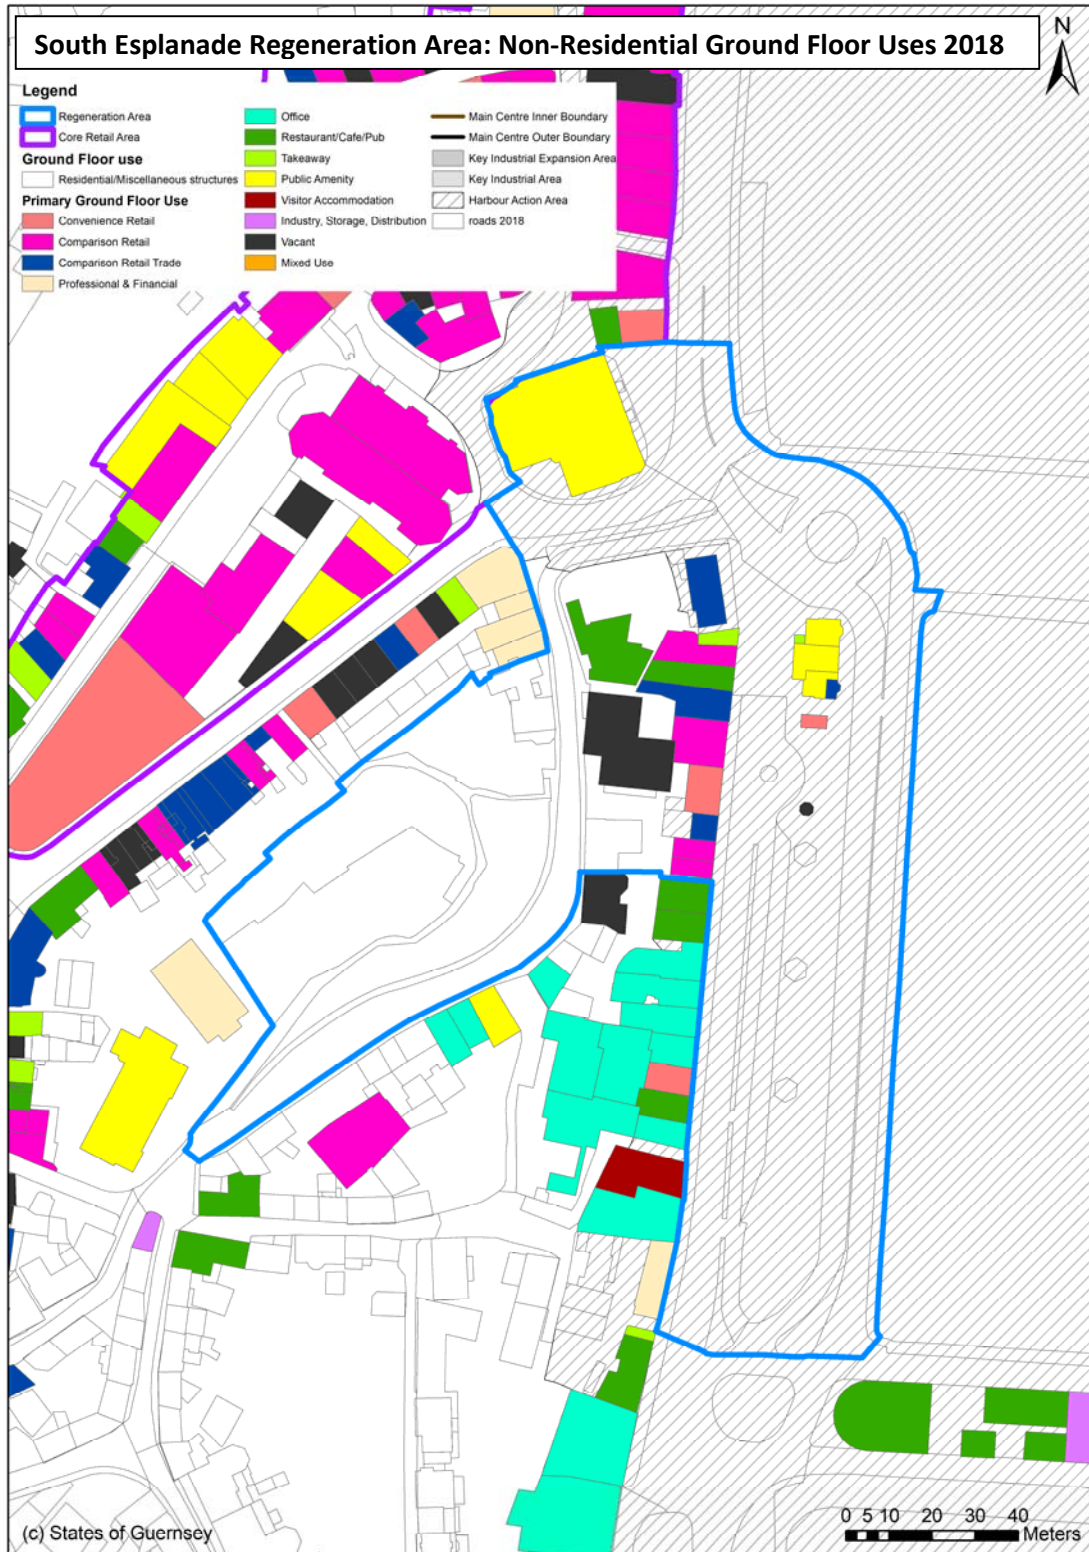 South Esplanade Regeneration Area: Non-Residential Ground Floor Uses 2018
N
Legend
Regeneration Area
Core Retail Area
Ground Floor use
Residential/Miscellaneous structures
Primary Ground Floor Use
Convenience Retail
Comparison Retail
Comparison Retail Trade
Professional & Financial
Office
Restaurant/Cafe/Pub
Takeaway
Public Amenity
Visitor Accommodation
Industry, Storage, Distribution
Vacant
Mixed Use
Main Centre Inner Boundary
Main Centre Outer Boundary
Key Industrial Expansion Area
Key Industrial Area
Harbour Action Area
roads 2018
(c) States of Guernsey
0 5 10 20 30 40
Meters